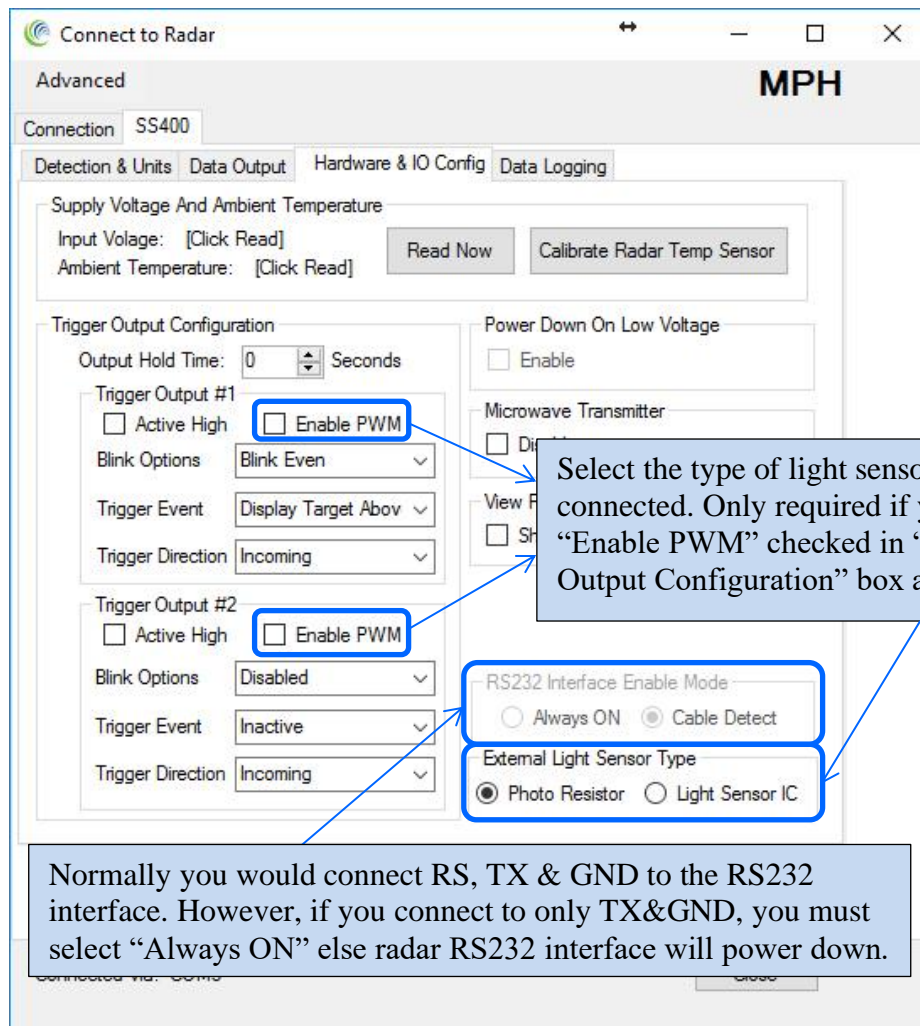 Connect to Radar
Advanced
MPH
Connection SS400
Detection & Units Data Output Hardware & IO Config Data Logging
Supply Voltage And Ambient Temperature
Input Volage: [Click Read]
Ambient Temperature: [Click Read]
Read Now
Calibrate Radar Temp Sensor
Trigger Output Configuration
Output Hold Time: 0 Seconds
Trigger Output #1
Active High Enable PWM
Blink Options Blink Even
Trigger Event Display Target Abov
Trigger Direction Incoming
Trigger Output #2
Active High Enable PWM
Blink Options Disabled
Trigger Event Inactive
Trigger Direction Incoming
Power Down On Low Voltage
Enable
Microwave Transmitter
View
Select the type of light
connected. Only required if
“Enable PWM” checked in “
Output Configuration” box
RS232 Interface Enable Mode
Always ON Cable Detect
External Light Sensor Type
Photo Resistor Light Sensor IC
Normally you would connect RS, TX & GND to the RS232
interface. However, if you connect to only TX&GND, you must
select “Always ON” else radar RS232 interface will power down.